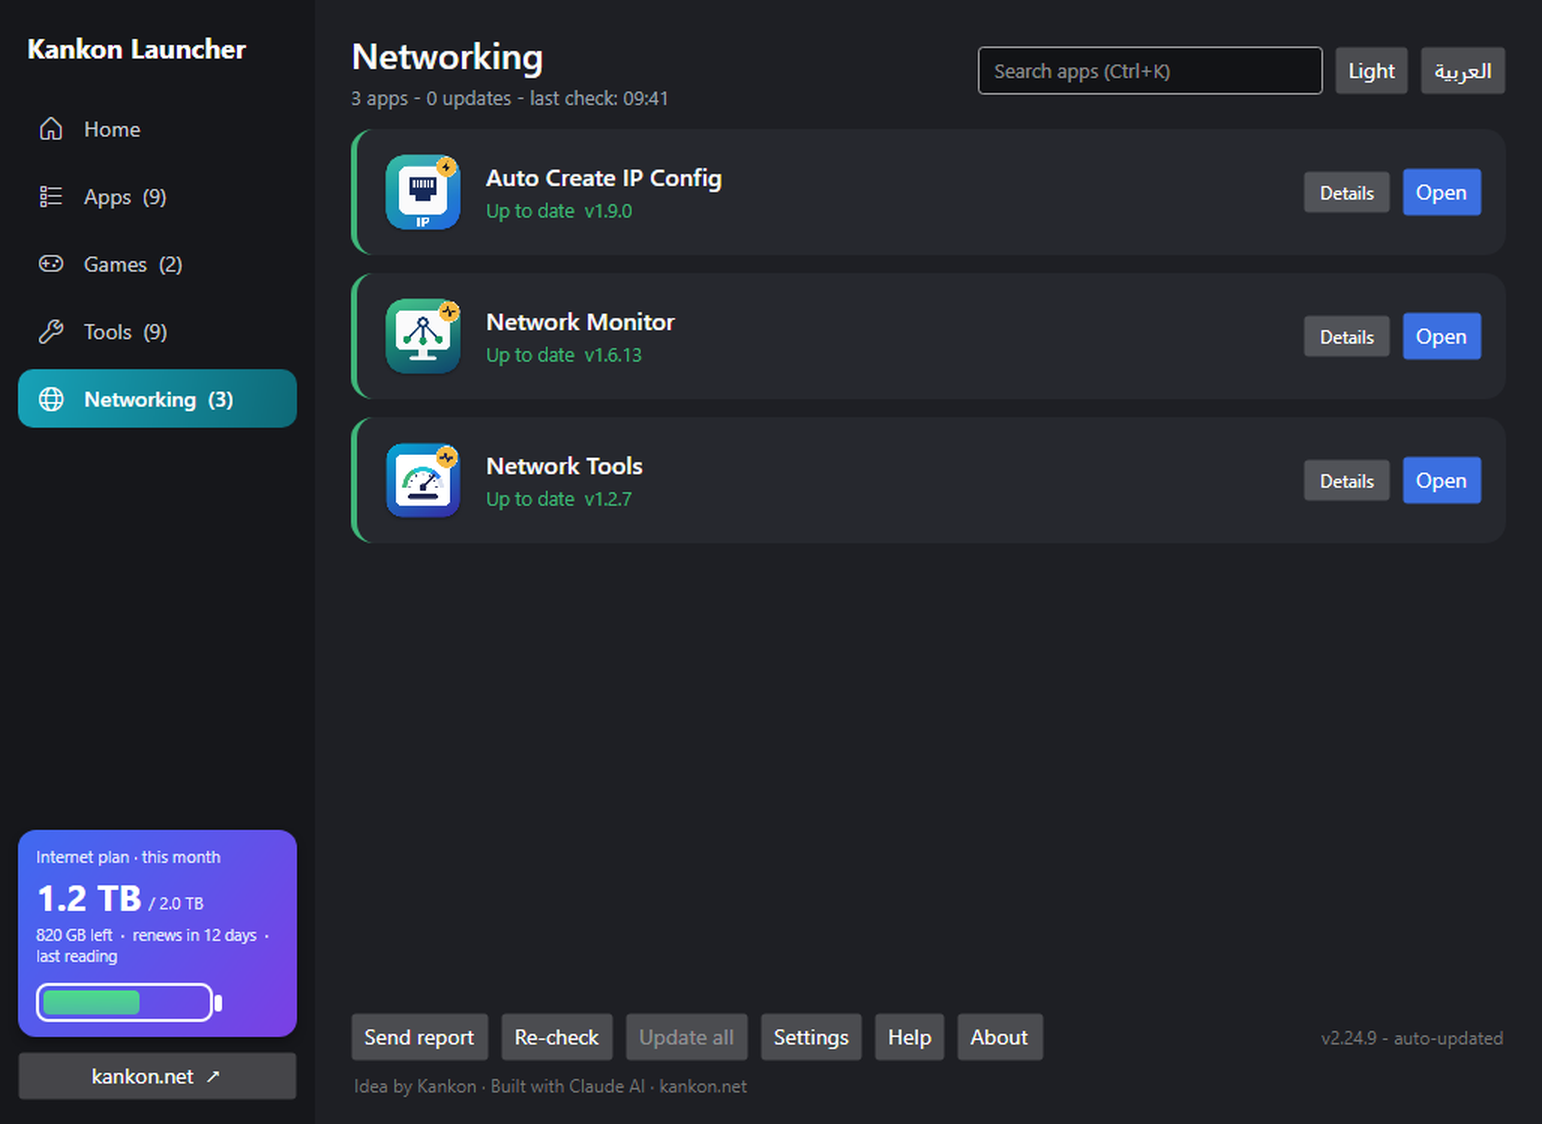 Kankon Launcher
Home
Apps (9)
Games (2)
Tools (9)
Networking (3)
Internet plan · this month
1.2 TB / 2.0 TB
820 GB left · renews in 12 days ·
last reading
kankon.net ↗
Networking
3 apps - 0 updates - last check: 09:41
Search apps (Ctrl+K)
Light
العربية
IP
Auto Create IP Config
Up to date v1.9.0
Details
Open
Network Monitor
Up to date v1.6.13
Details
Open
Network Tools
Up to date v1.2.7
Details
Open
Send report
Re-check
Update all
Settings
Help
About
v2.24.9 - auto-updated
Idea by Kankon · Built with Claude AI · kankon.net